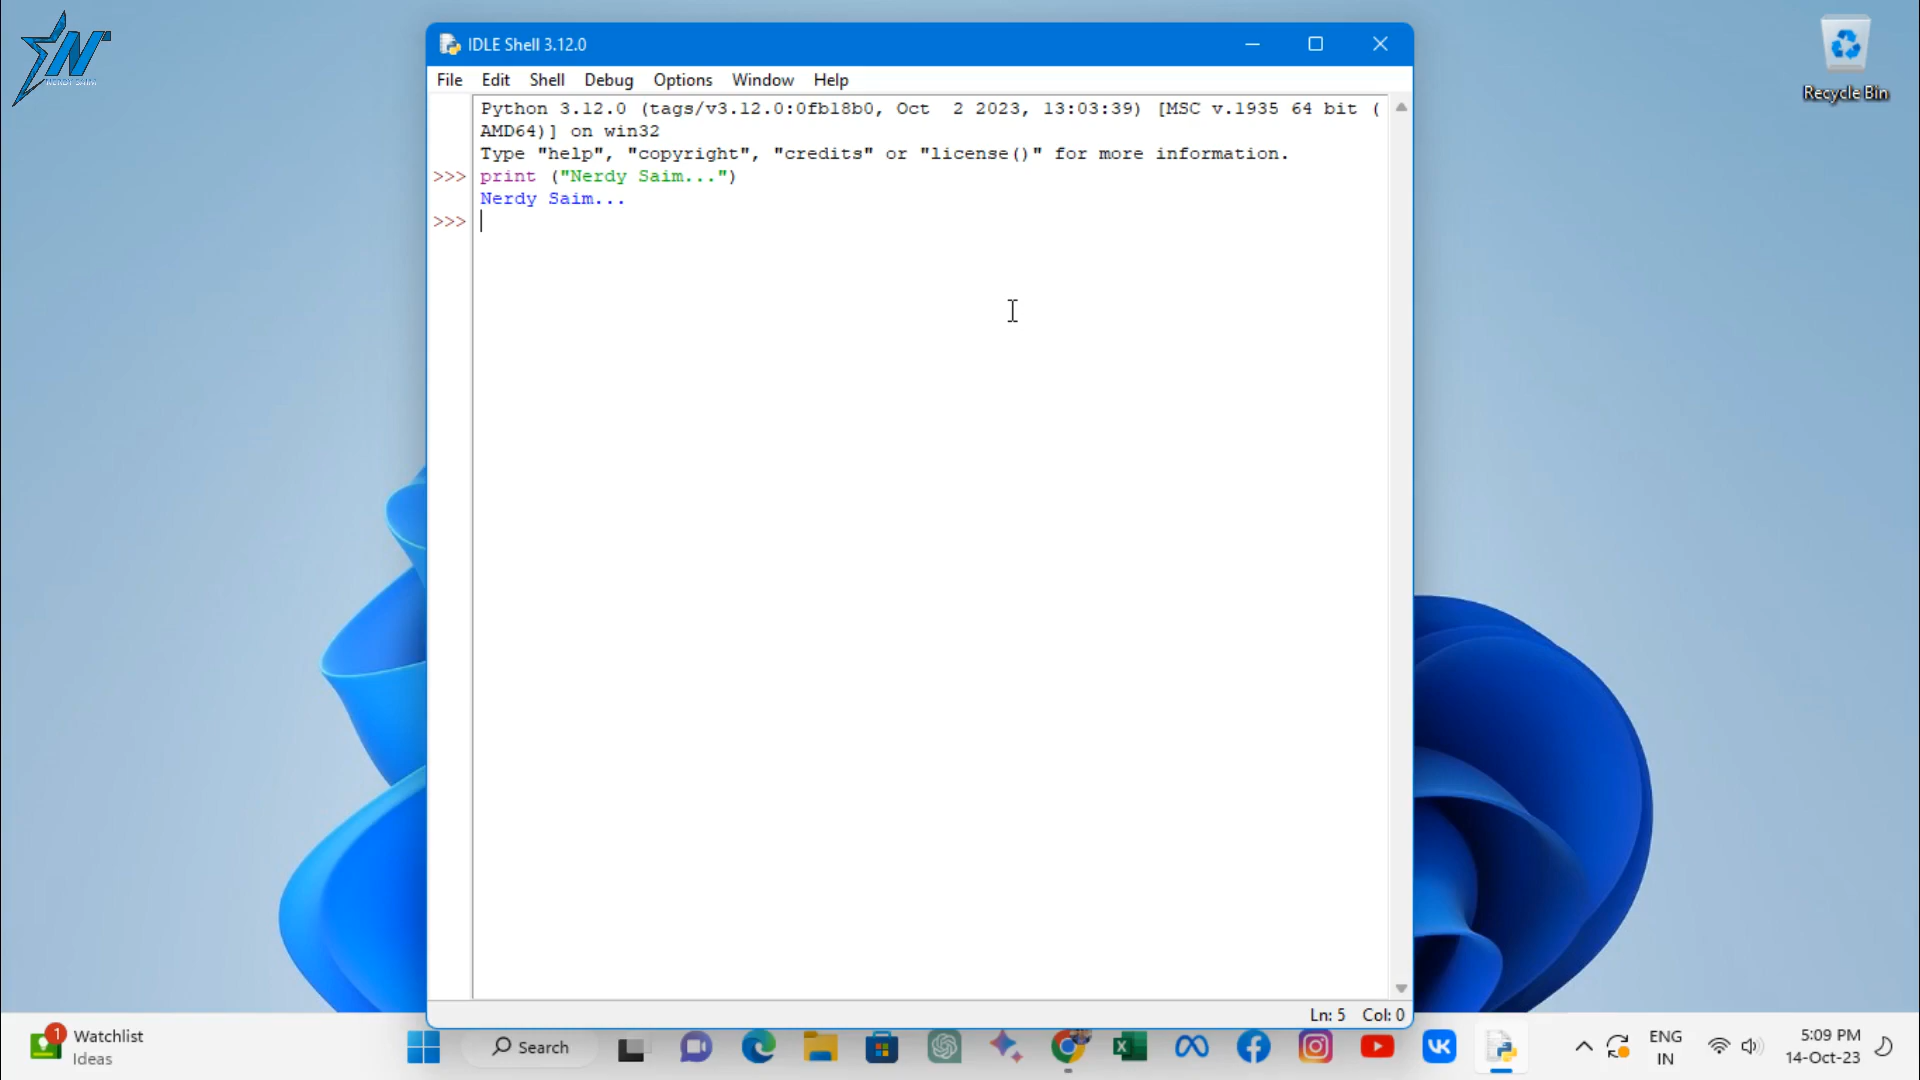 N
NERDY SAIM
IDLE Shell 3.12.0
File Edit Shell Debug Options Window Help
Python 3.12.0 (tags/v3.12.0:0fb18b0, Oct  2 2023, 13:03:39) [MSC v.1935 64 bit (
AMD64)] on win32
Type "help", "copyright", "credits" or "license()" for more information.
>>> print ("Nerdy Saim...")
Nerdy Saim...
>>>
Ln: 5 Col: 0
Recycle Bin
1
Watchlist
Ideas
Search
ENG
IN
5:09 PM
14-Oct-23